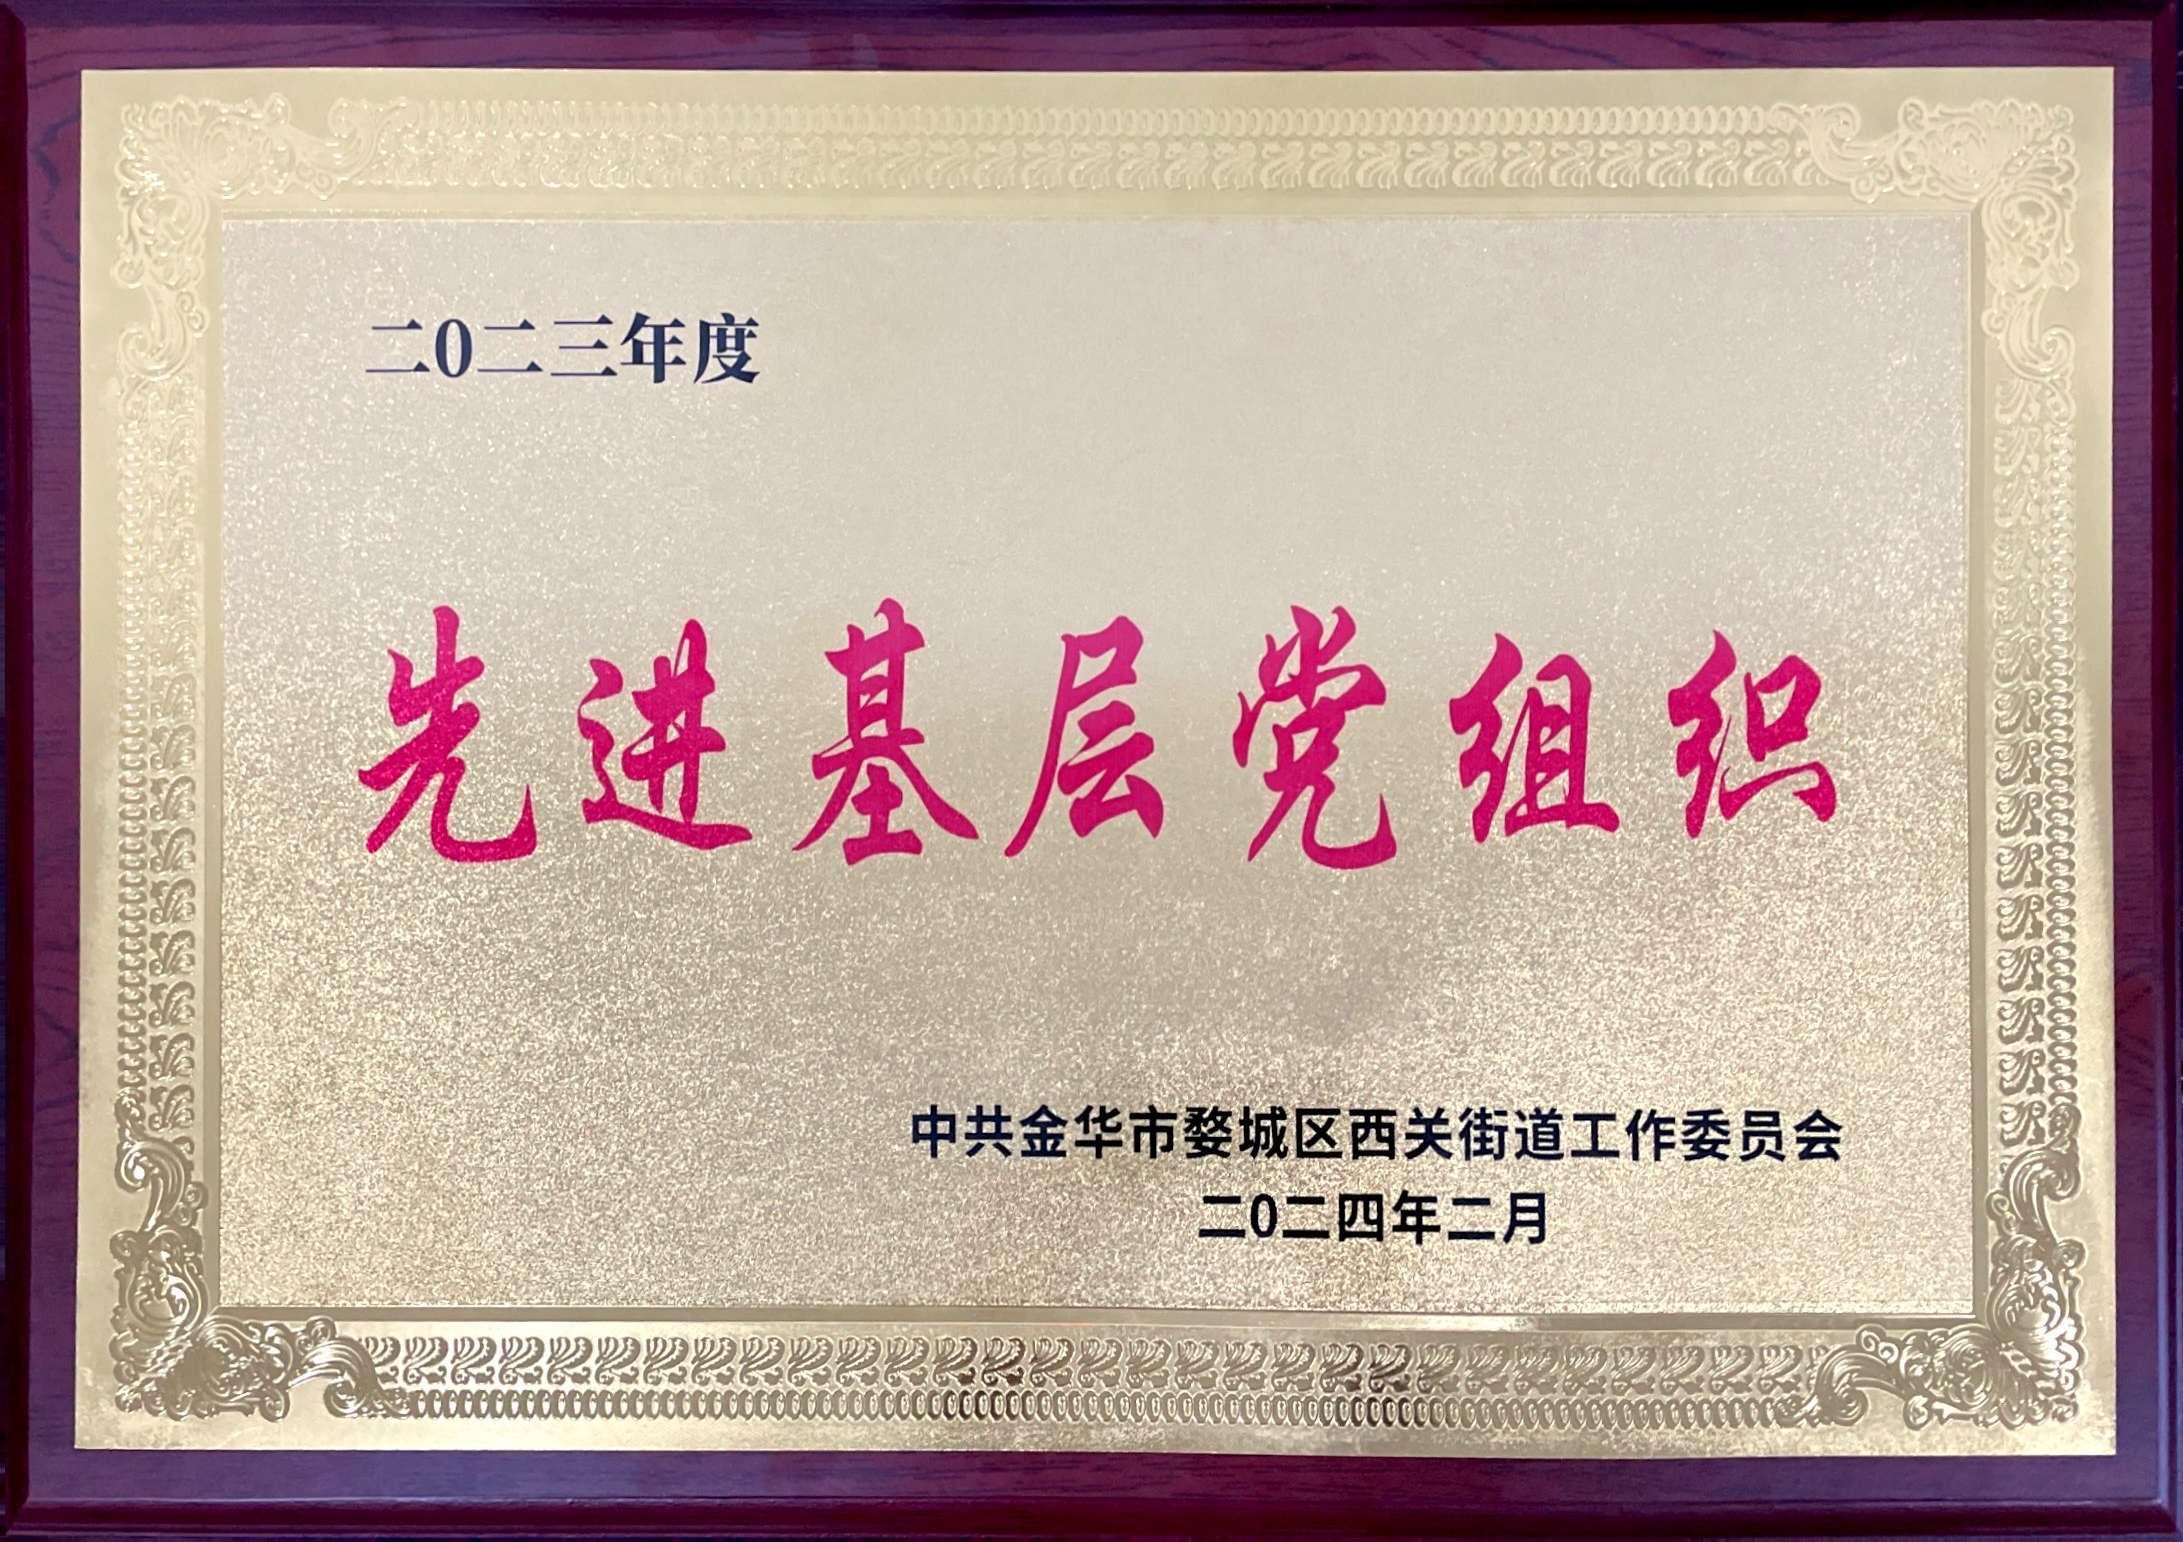 二0二三年度
先进基层党组织
中共金华市婺城区西关街道工作委员会
二0二四年二月